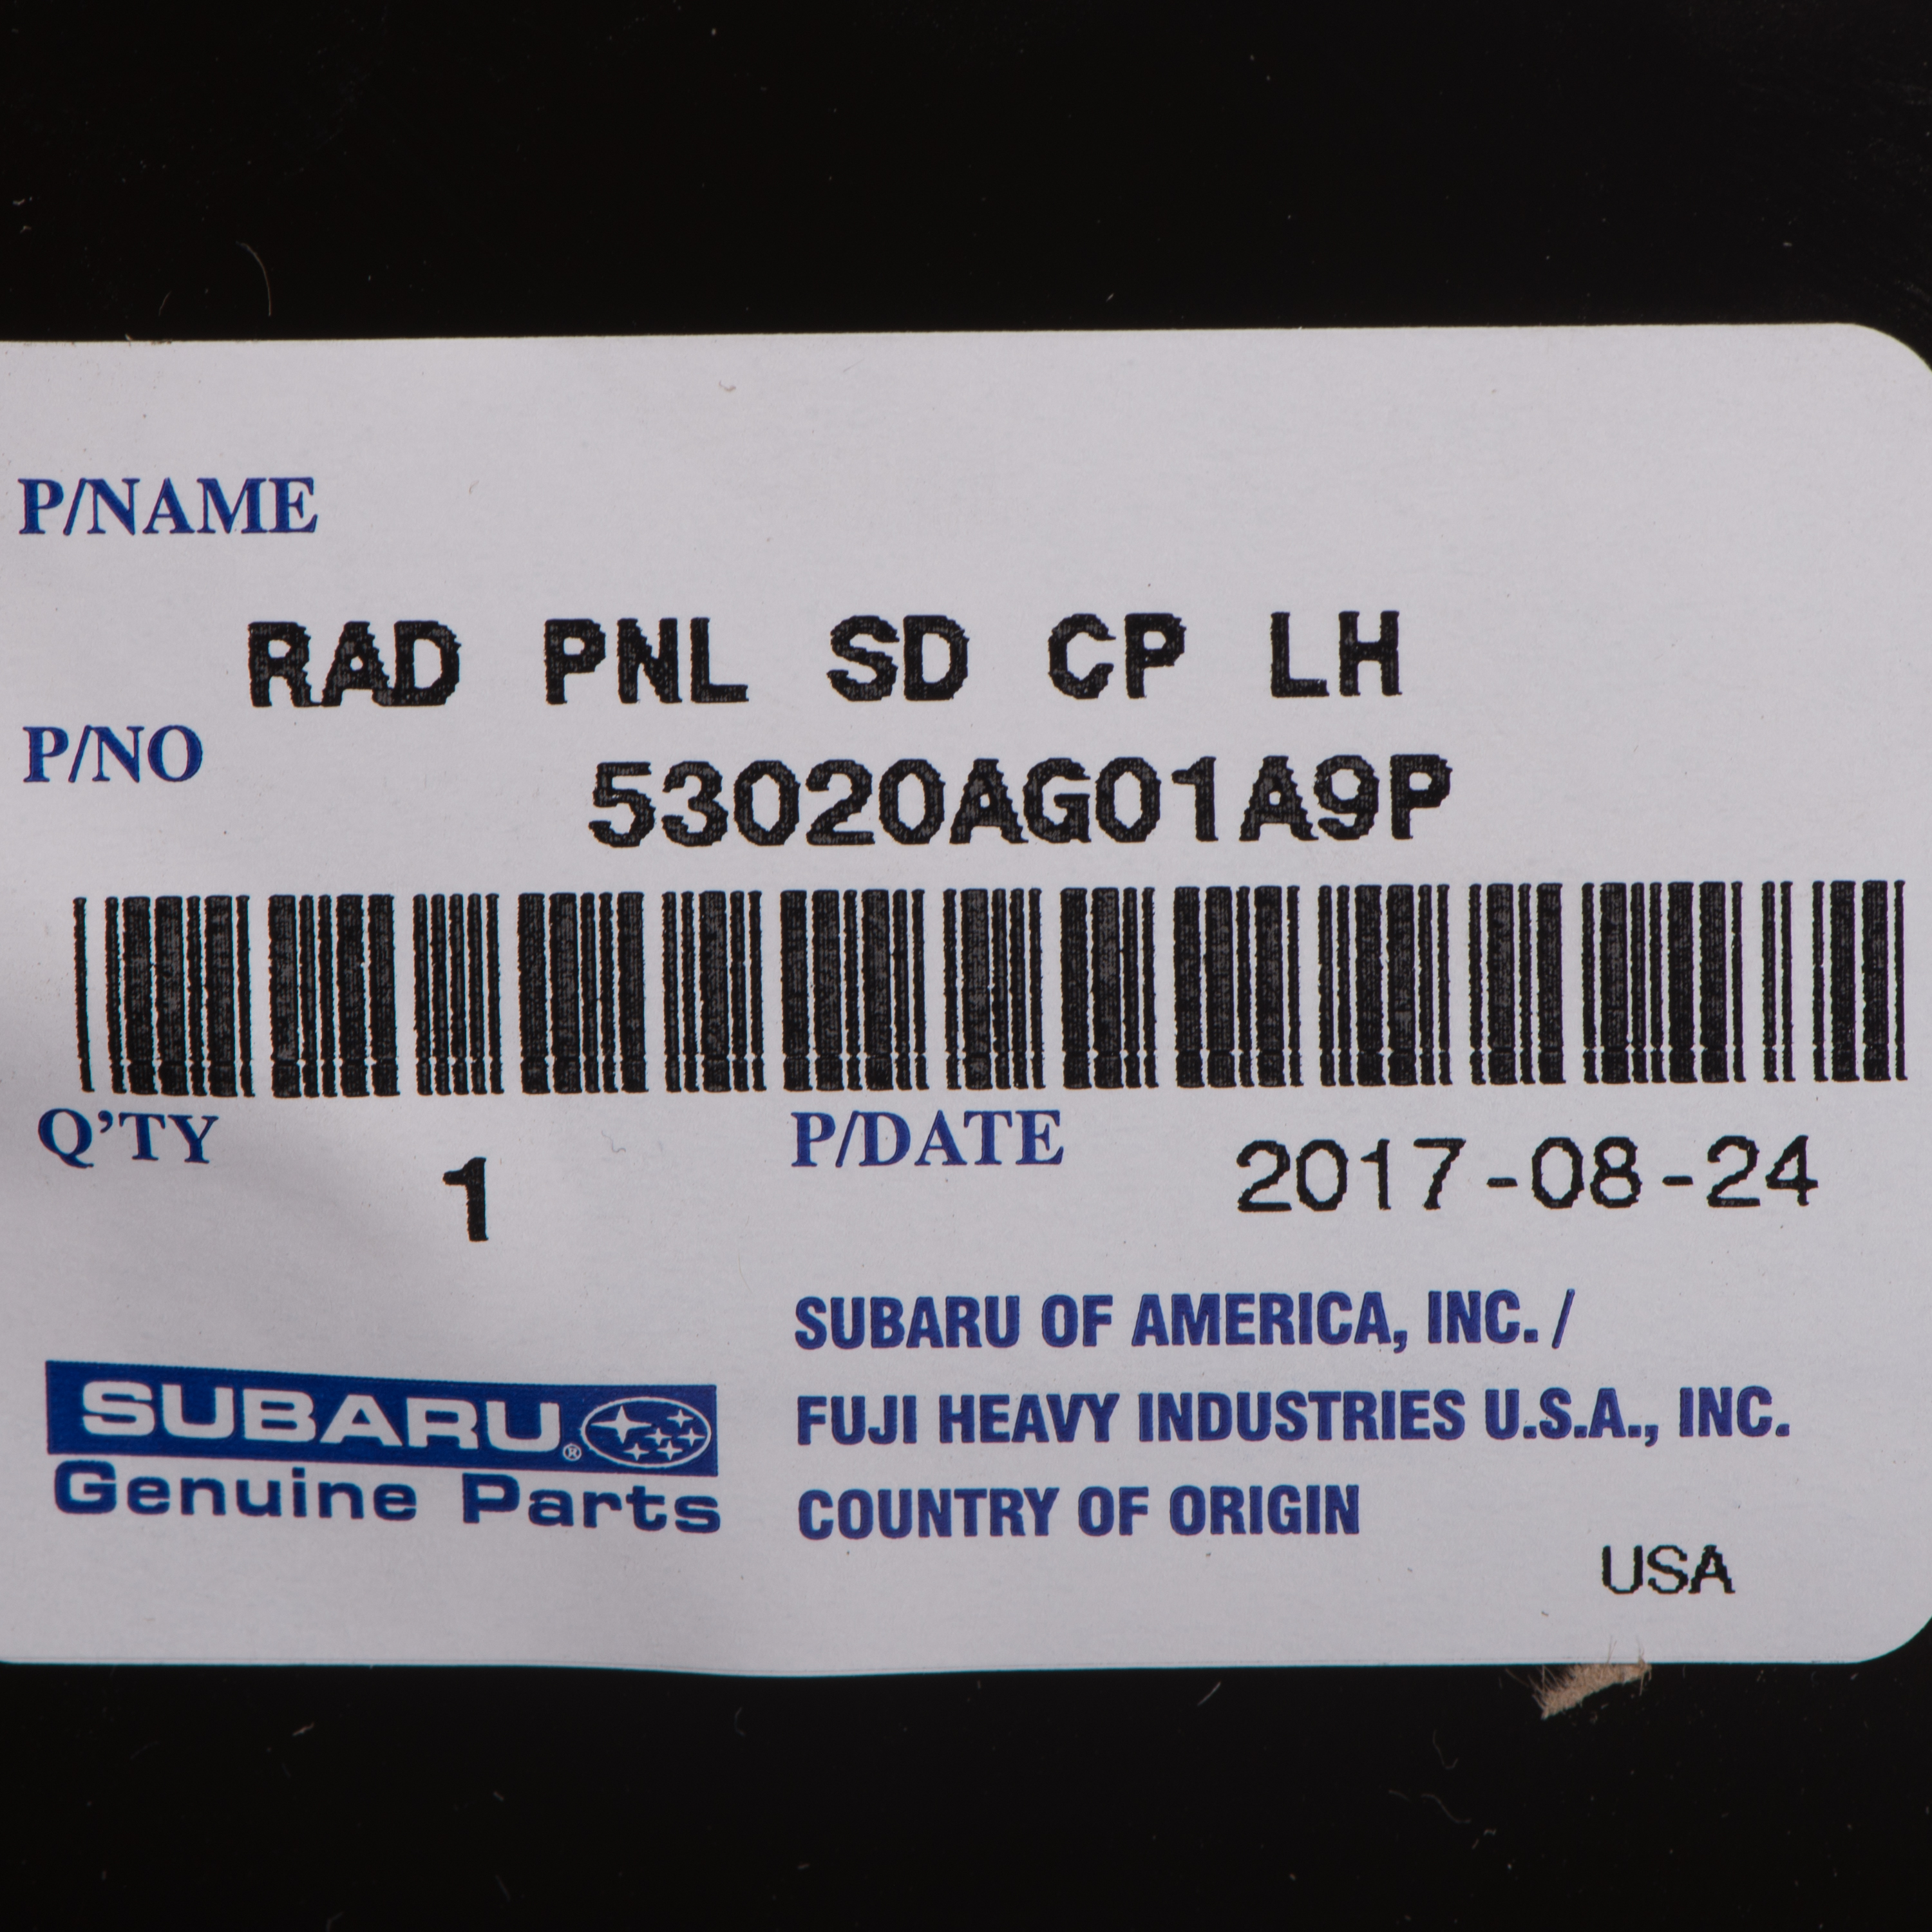 P/NAME
RAD PNL SD CP LH
P/NO
53020AG01A9P
Q'TY
1
P/DATE
2017-08-24
SUBARU®
Genuine Parts
SUBARU OF AMERICA, INC. /
FUJI HEAVY INDUSTRIES U.S.A., INC.
COUNTRY OF ORIGIN
USA